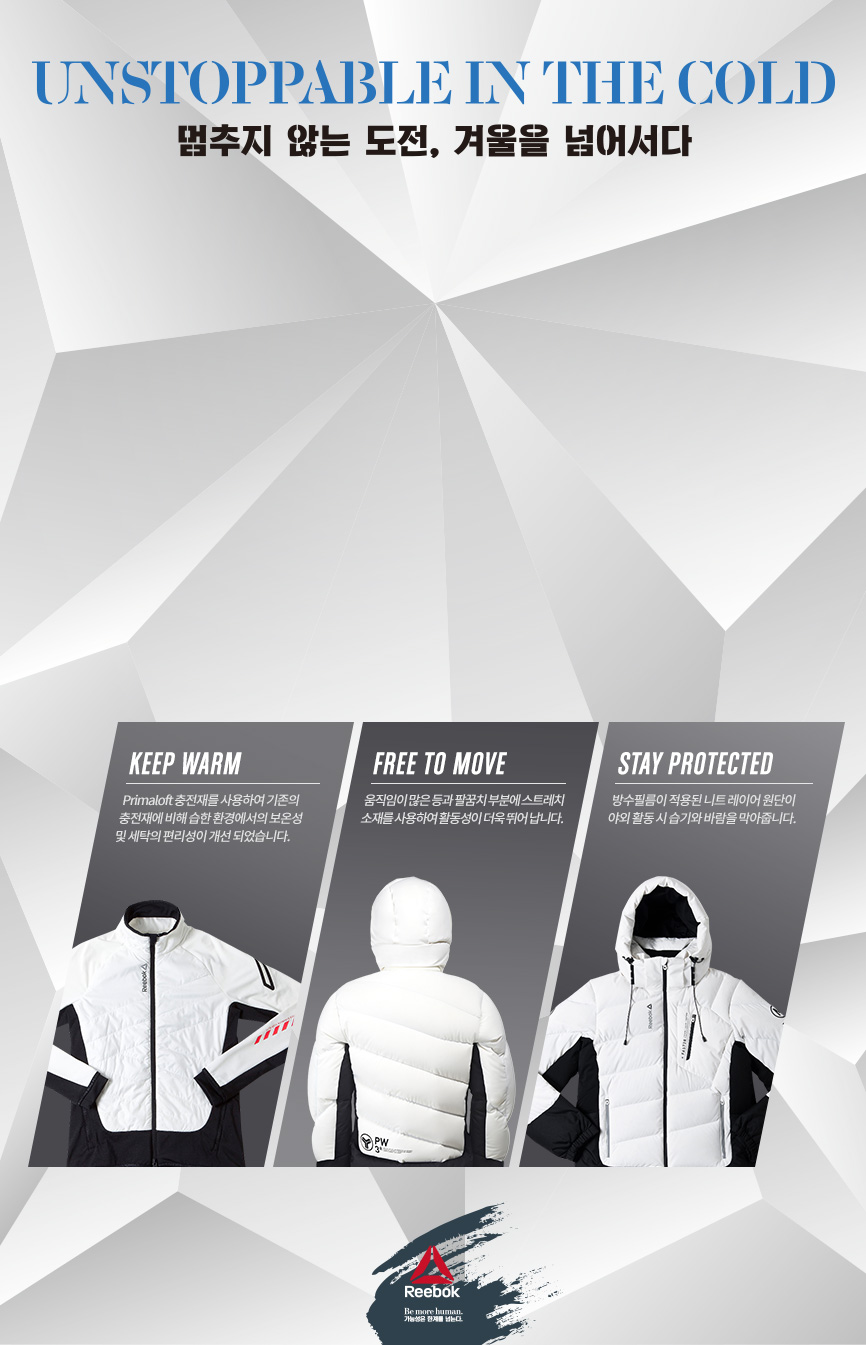 UNSTOPPABLE IN THE COLD
멈추지 않는 도전, 겨울을 넘어서다
KEEP WARM
Primaloft 충전재를 사용하여 기존의
충전재에 비해 습한 환경에서의 보온성
및 세탁의 편리성이 개선 되었습니다.
FREE TO MOVE
움직임이 많은 등과 팔꿈치 부분에 스트레치
소재를 사용하여 활동성이 더욱 뛰어 납니다.
STAY PROTECTED
방수필름이 적용된 니트 레이어 원단이
야외 활동 시 습기와 바람을 막아줍니다.
Reebok
PW
3+
Reebok
Reebok
Be more human.
가능성은 한계를 넘는다.